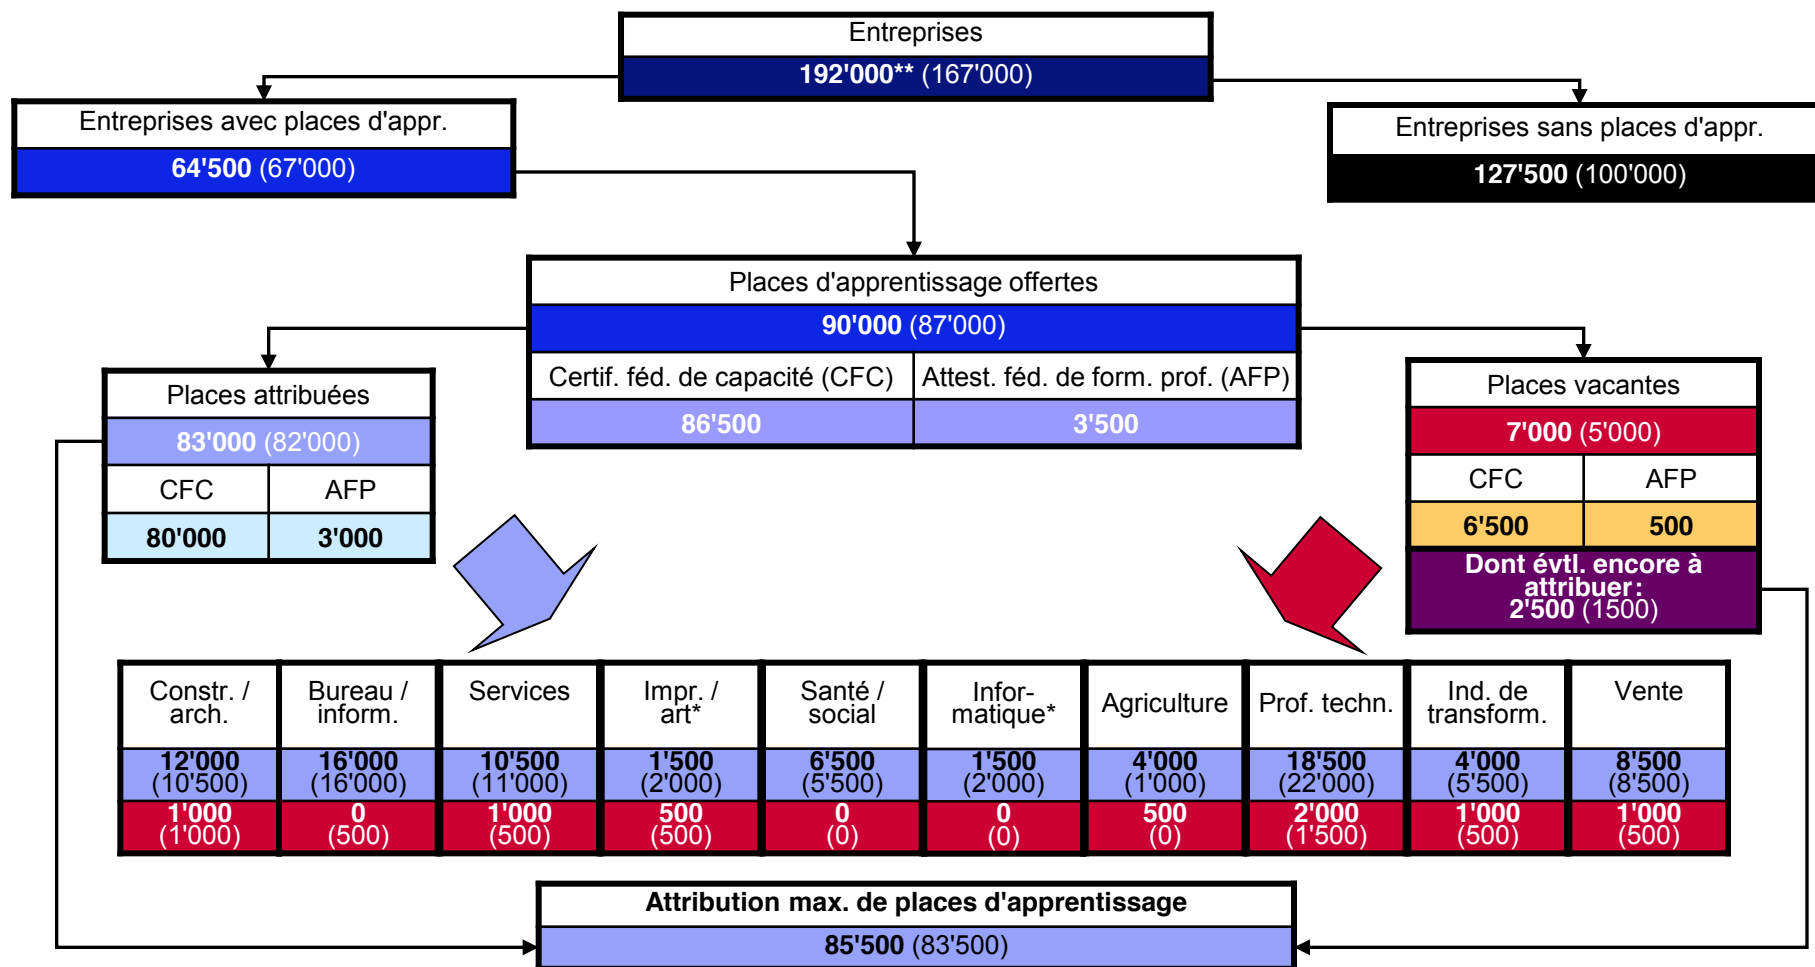 Entreprises
192'000** (167'000)
Entreprises avec places d'appr.
64'500 (67'000)
Entreprises sans places d'appr.
127'500 (100'000)
Places d'apprentissage offertes
90'000 (87'000)
Certif. féd. de capacité (CFC)
Attest. féd. de form. prof. (AFP)
86'500
3'500
Places attribuées
83'000 (82'000)
CFC
AFP
80'000
3'000
Places vacantes
7'000 (5'000)
CFC
AFP
6'500
500
Dont évtl. encore à
attribuer:
2'500 (1500)
Constr. /
arch.
Bureau /
inform.
Services
Impr. /
art*
Santé /
social
Infor-
matique*
Agriculture
Prof. techn.
Ind. de
transform.
Vente
12'000
(10'500)
16'000
(16'000)
10'500
(11'000)
1'500
(2'000)
6'500
(5'500)
1'500
(2'000)
4'000
(1'000)
18'500
(22'000)
4'000
(5'500)
8'500
(8'500)
1'000
(1'000)
0
(500)
1'000
(500)
500
(500)
0
(0)
0
(0)
500
(0)
2'000
(1'500)
1'000
(500)
1'000
(500)
Attribution max. de places d'apprentissage
85'500 (83'500)